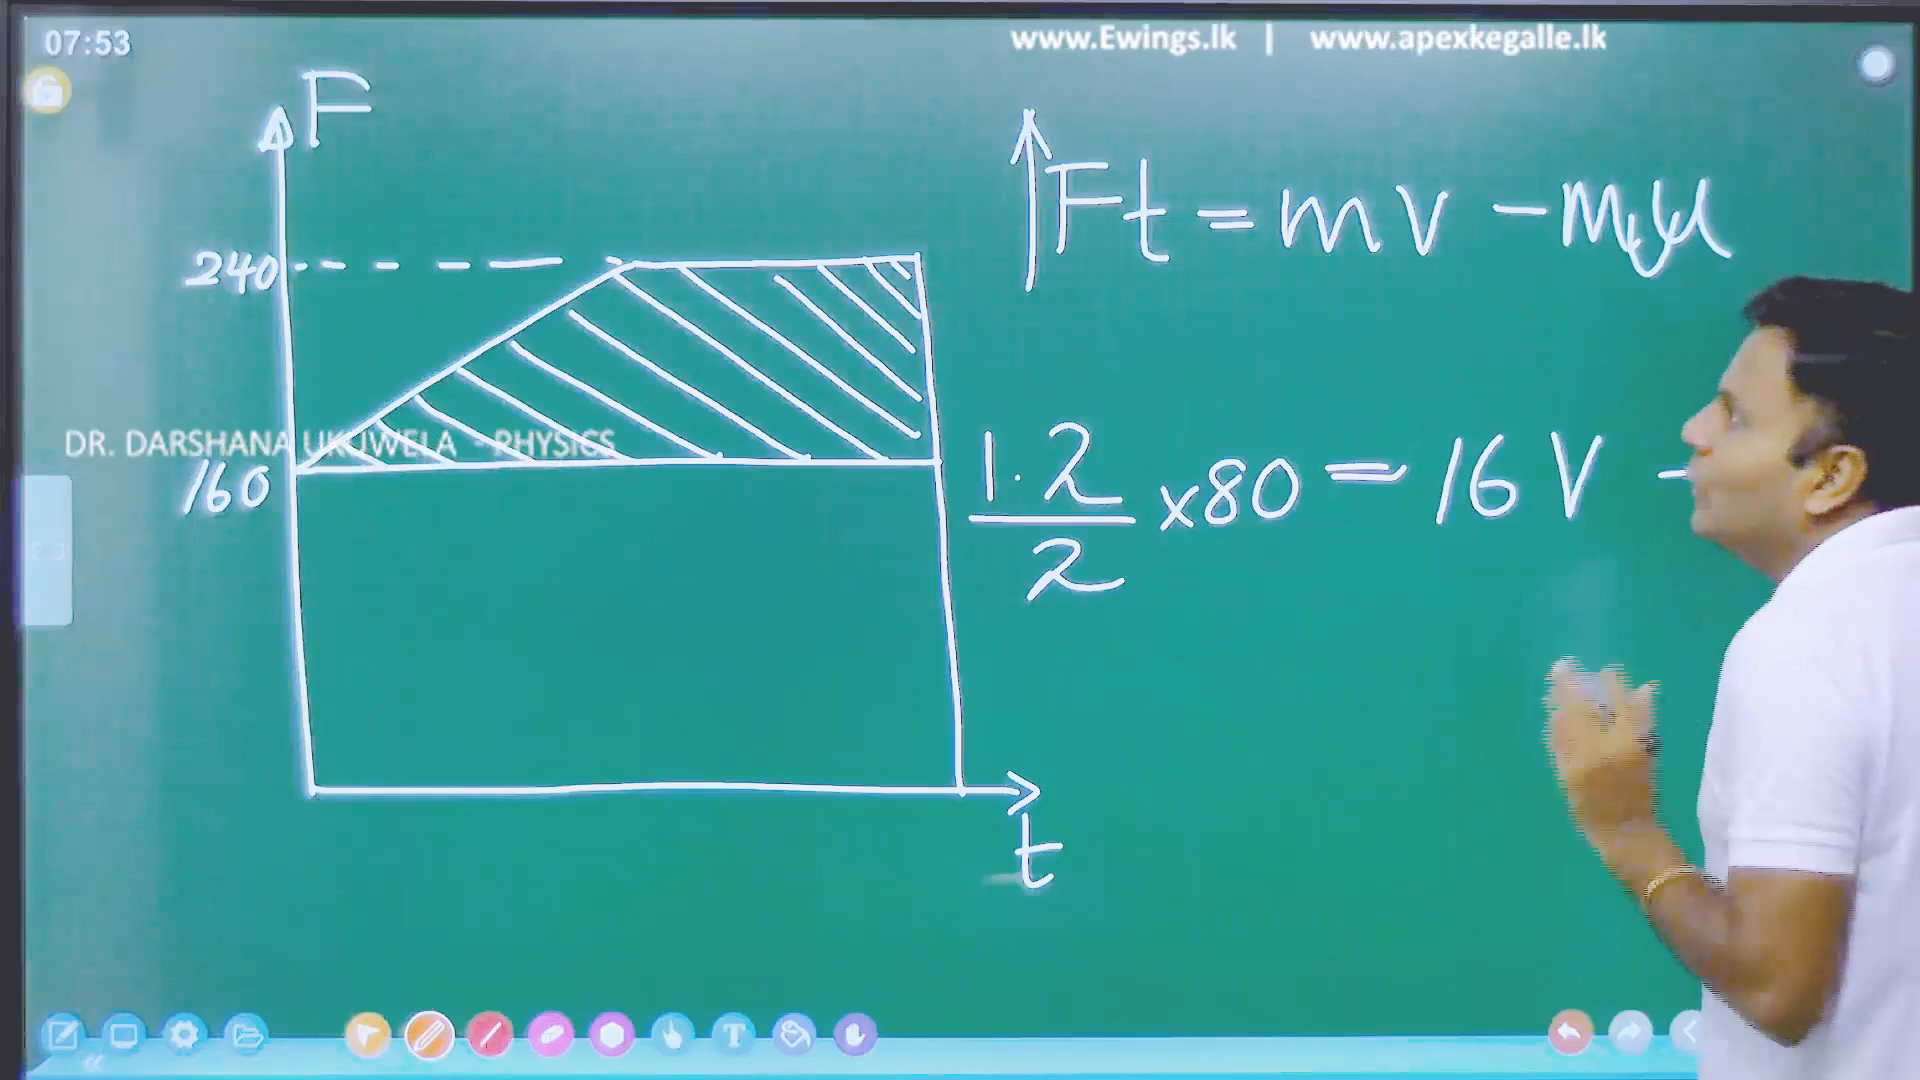 07:53
www.Ewings.lk | www.apexkegalle.lk
F
Ft = mv - mu
240
DR. DARSHANA UKUWELA - PHYSICS
160
1.2/2 x80 = 16 V -
t
T